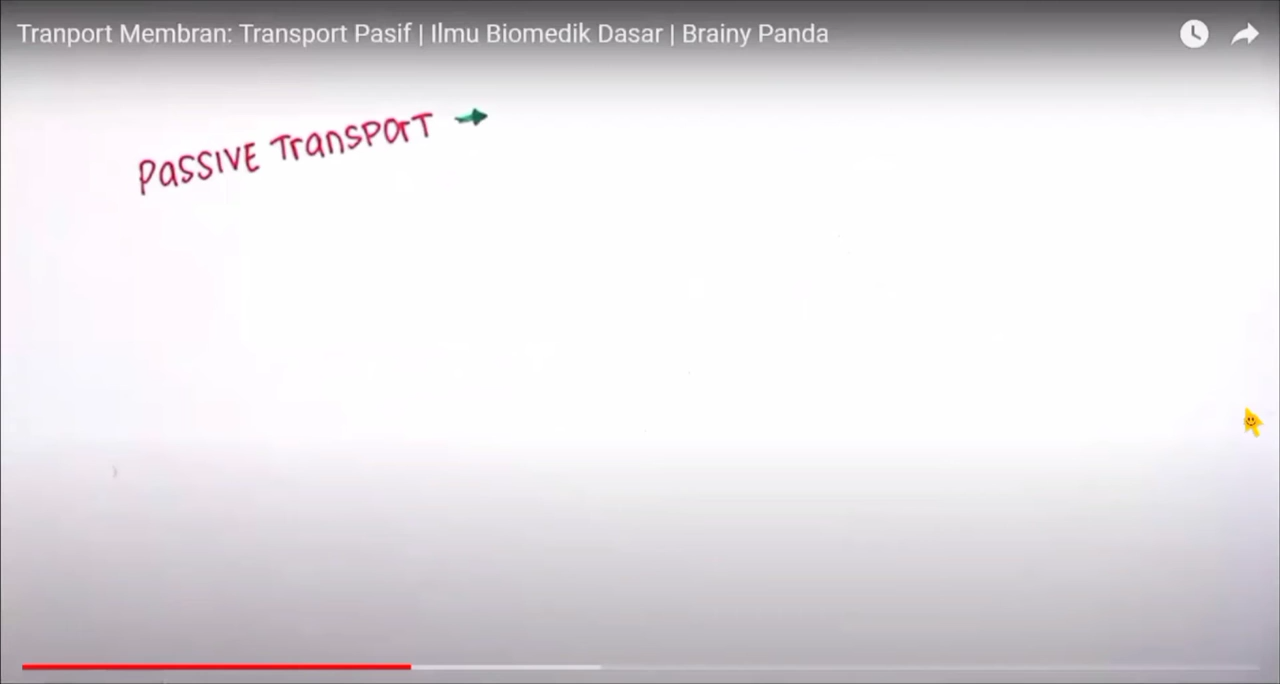 Tranport Membran: Transport Pasif | Ilmu Biomedik Dasar | Brainy Panda
PASSIVE TransPorT →